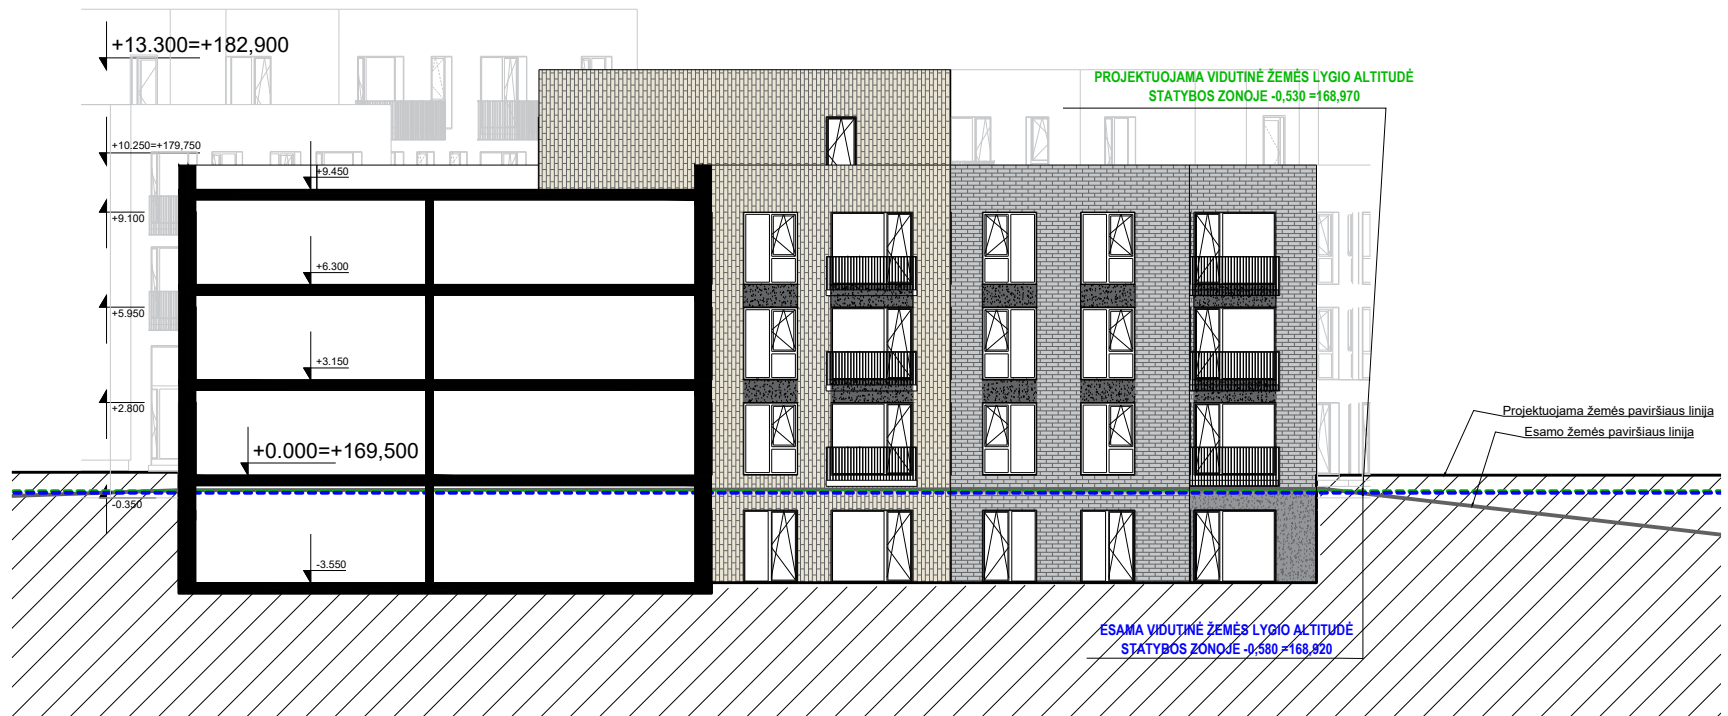 +13.300=+182,900
PROJEKTUOJAMA VIDUTINĖ ŽEMĖS LYGIO ALTITUDĖ
STATYBOS ZONOJE -0,530 =168,970
+10.250=+179,750
+9.450
+9.100
+6.300
+5.950
+3.150
+2.800
Projektuojama žemės paviršiaus linija
Esamo žemės paviršiaus linija
+0.000=+169,500
-0.350
-3.550
ESAMA VIDUTINĖ ŽEMĖS LYGIO ALTITUDĖ
STATYBOS ZONOJE -0,580 =168,920